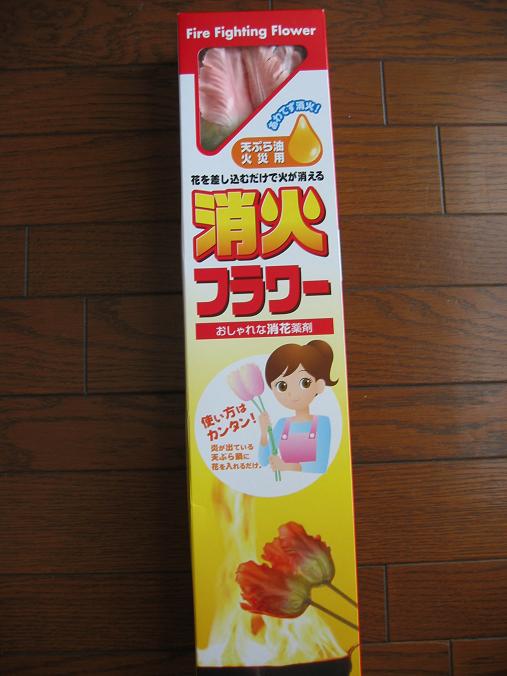 Fire Fighting Flower
あわてず消火!
天ぷら油
火災用
花を差し込むだけで火が消える
消火
フラワー
おしゃれな消花薬剤
使い方は
カンタン!
炎が出ている
天ぷら鍋に
花を入れるだけ。